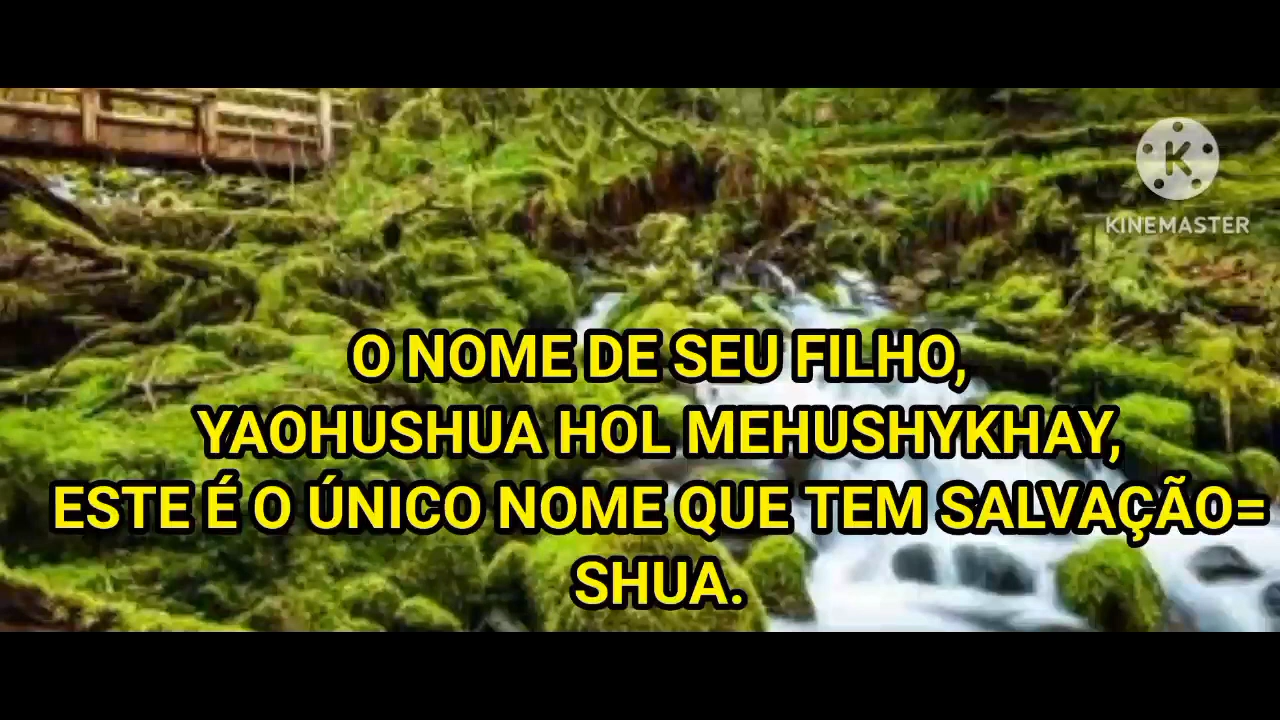 KINEMASTER
O NOME DE SEU FILHO,
YAOHUSHUA HOL MEHUSHYKHAY,
ESTE É O ÚNICO NOME QUE TEM SALVAÇÃO=
SHUA.